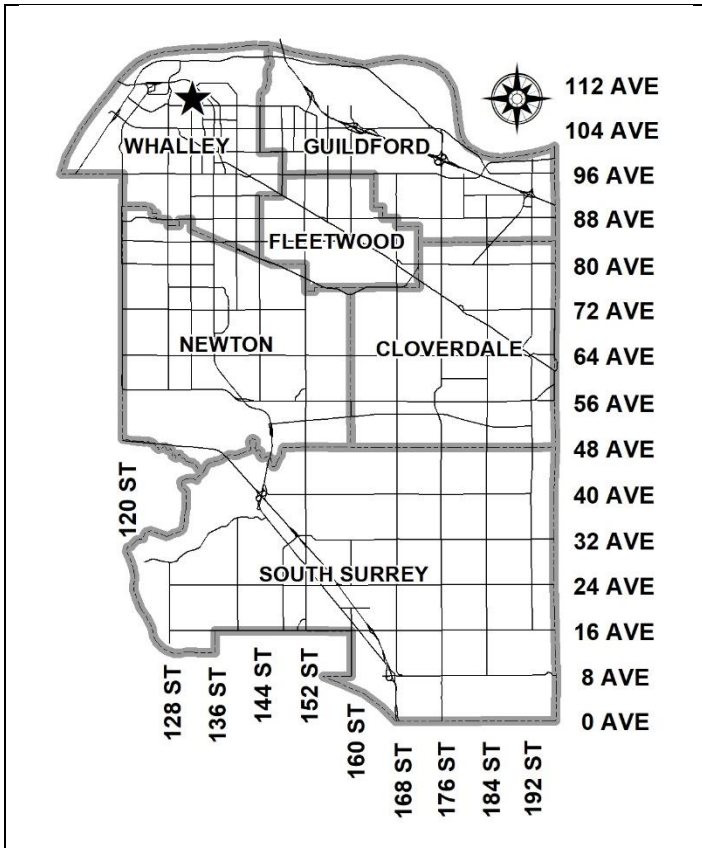 112 AVE
104 AVE
WHALLEY
GUILDFORD
96 AVE
88 AVE
FLEETWOOD
80 AVE
72 AVE
NEWTON
CLOVERDALE
64 AVE
56 AVE
48 AVE
120 ST
40 AVE
32 AVE
SOUTH SURREY
24 AVE
16 AVE
8 AVE
0 AVE
128 ST
136 ST
144 ST
152 ST
160 ST
168 ST
176 ST
184 ST
192 ST